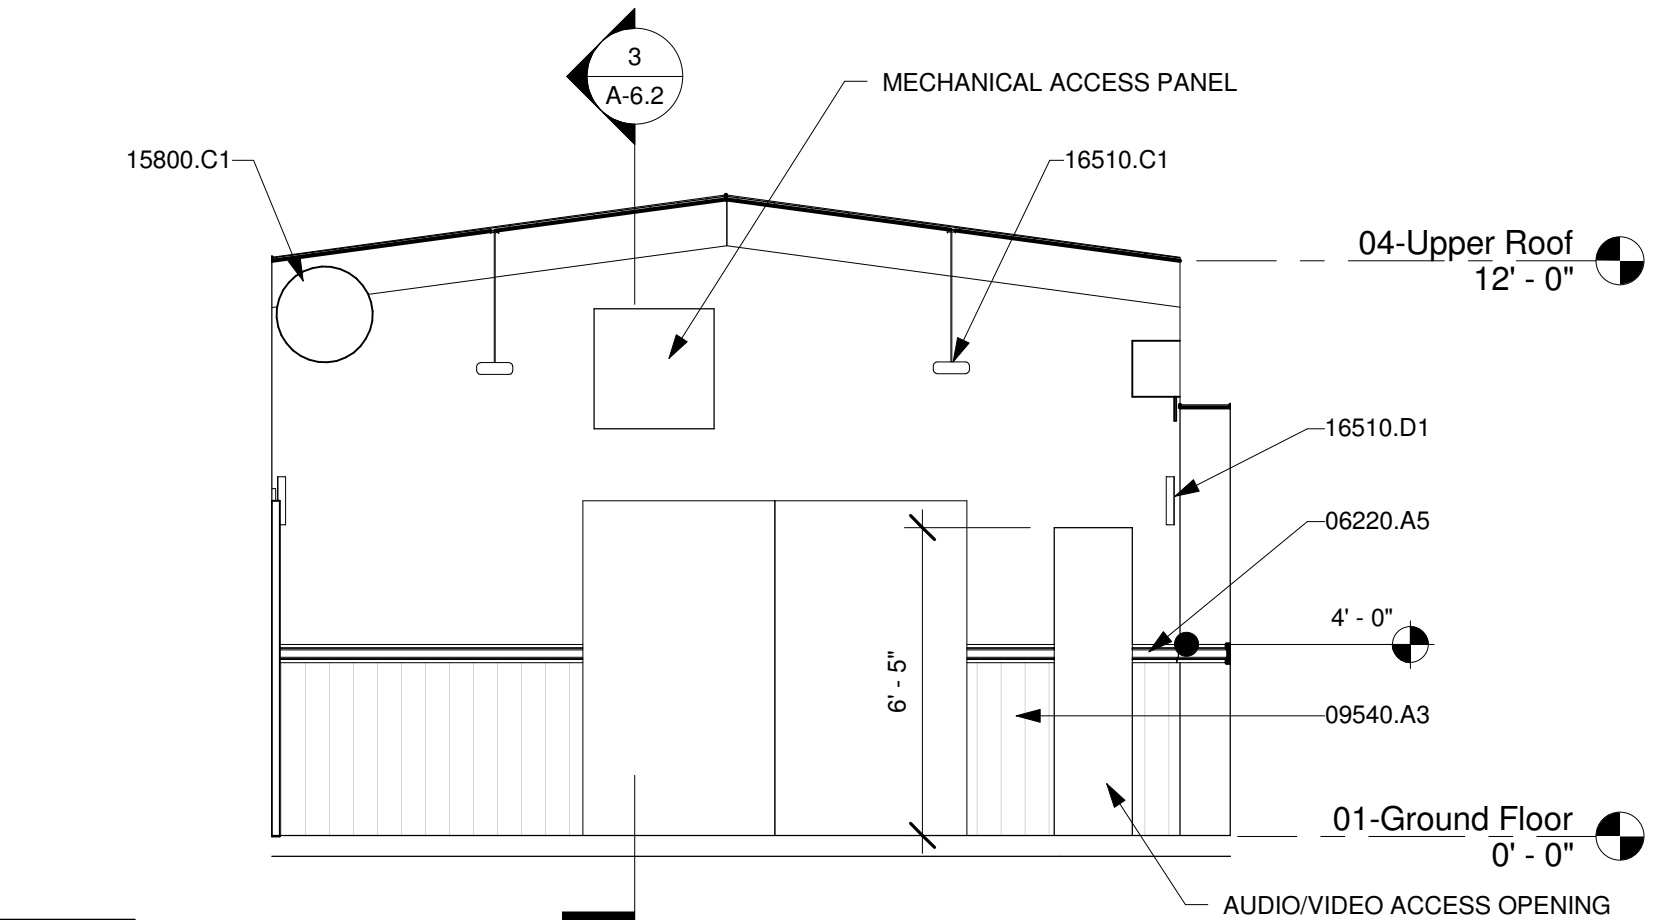 3
A-6.2
MECHANICAL ACCESS PANEL
15800.C1
16510.C1
04-Upper Roof
12' - 0"
16510.D1
06220.A5
4' - 0"
6' - 5"
09540.A3
01-Ground Floor
0' - 0"
AUDIO/VIDEO ACCESS OPENING